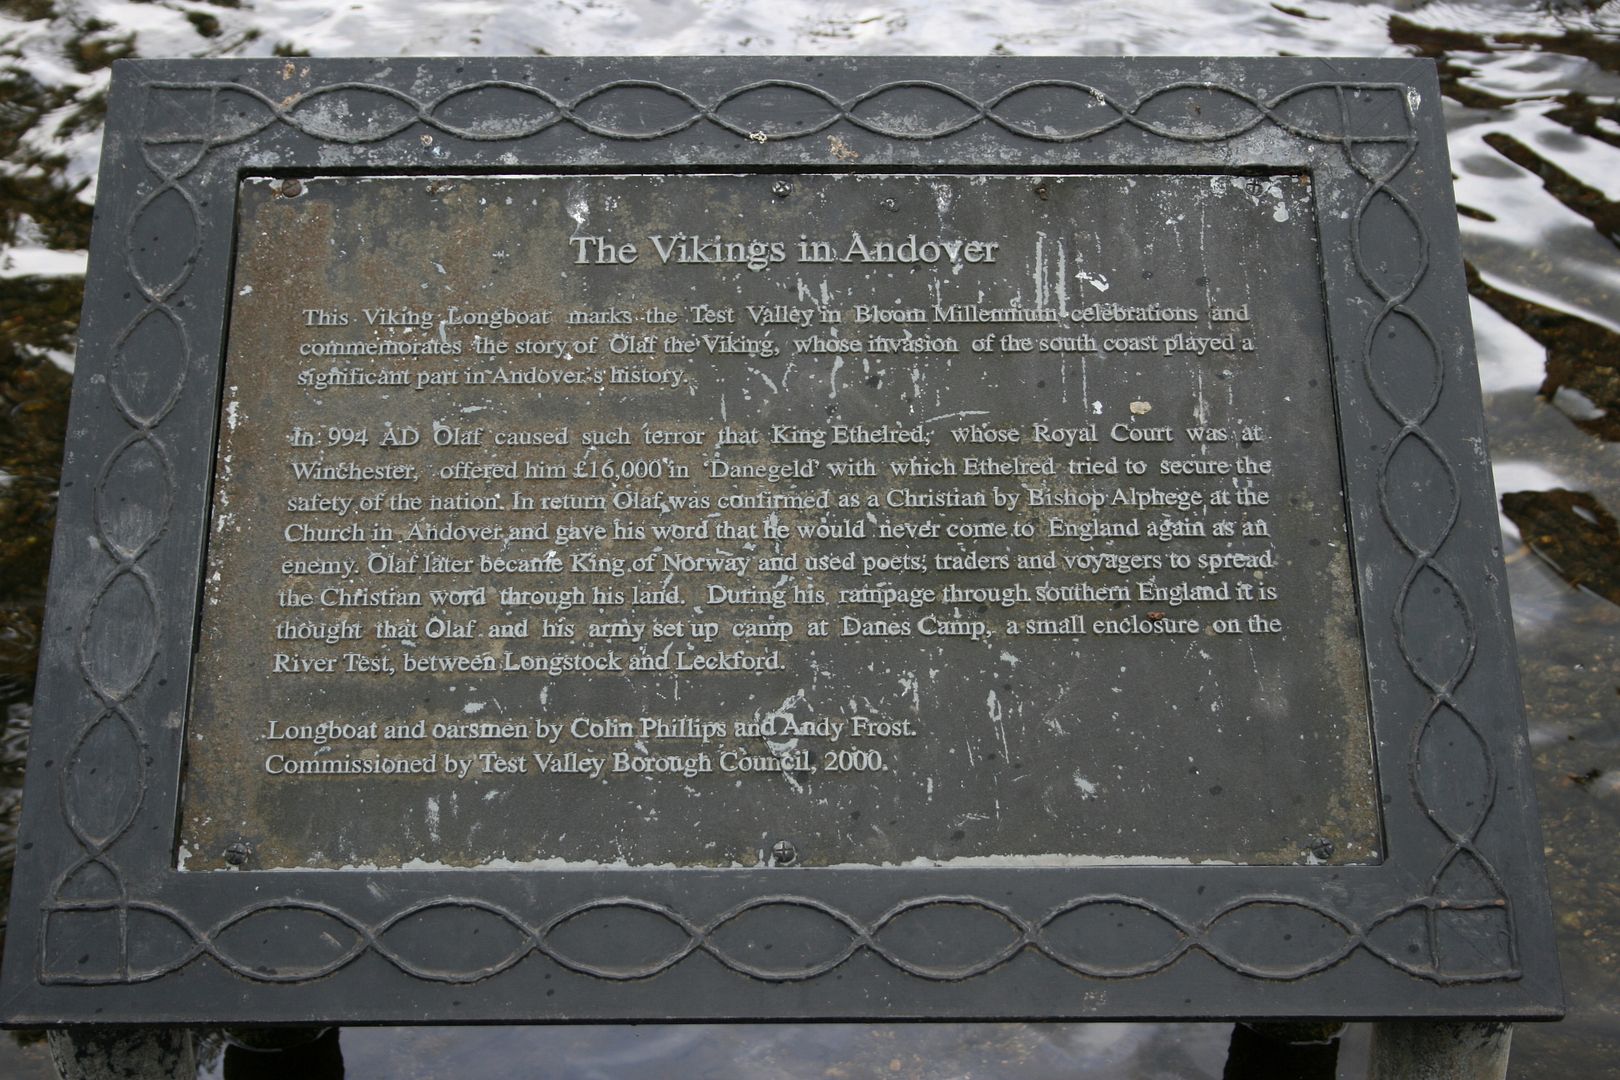 The Vikings in Andover
This Viking Longboat marks the Test Valley in Bloom Millennium celebrations and
commemorates the story of Olaf the Viking, whose invasion of the south coast played a
significant part in Andover's history.
In 994 AD Olaf caused such terror that King Ethelred, whose Royal Court was at
Winchester, offered him £16,000 in 'Danegeld' with which Ethelred tried to secure the
safety of the nation. In return Olaf was confirmed as a Christian by Bishop Alphege at the
Church in Andover and gave his word that he would never come to England again as an
enemy. Olaf later became King of Norway and used poets, traders and voyagers to spread
the Christian word through his land. During his rampage through southern England it is
thought that Olaf and his army set up camp at Danes Camp, a small enclosure on the
River Test, between Longstock and Leckford.
Longboat and oarsmen by Colin Phillips and Andy Frost.
Commissioned by Test Valley Borough Council, 2000.